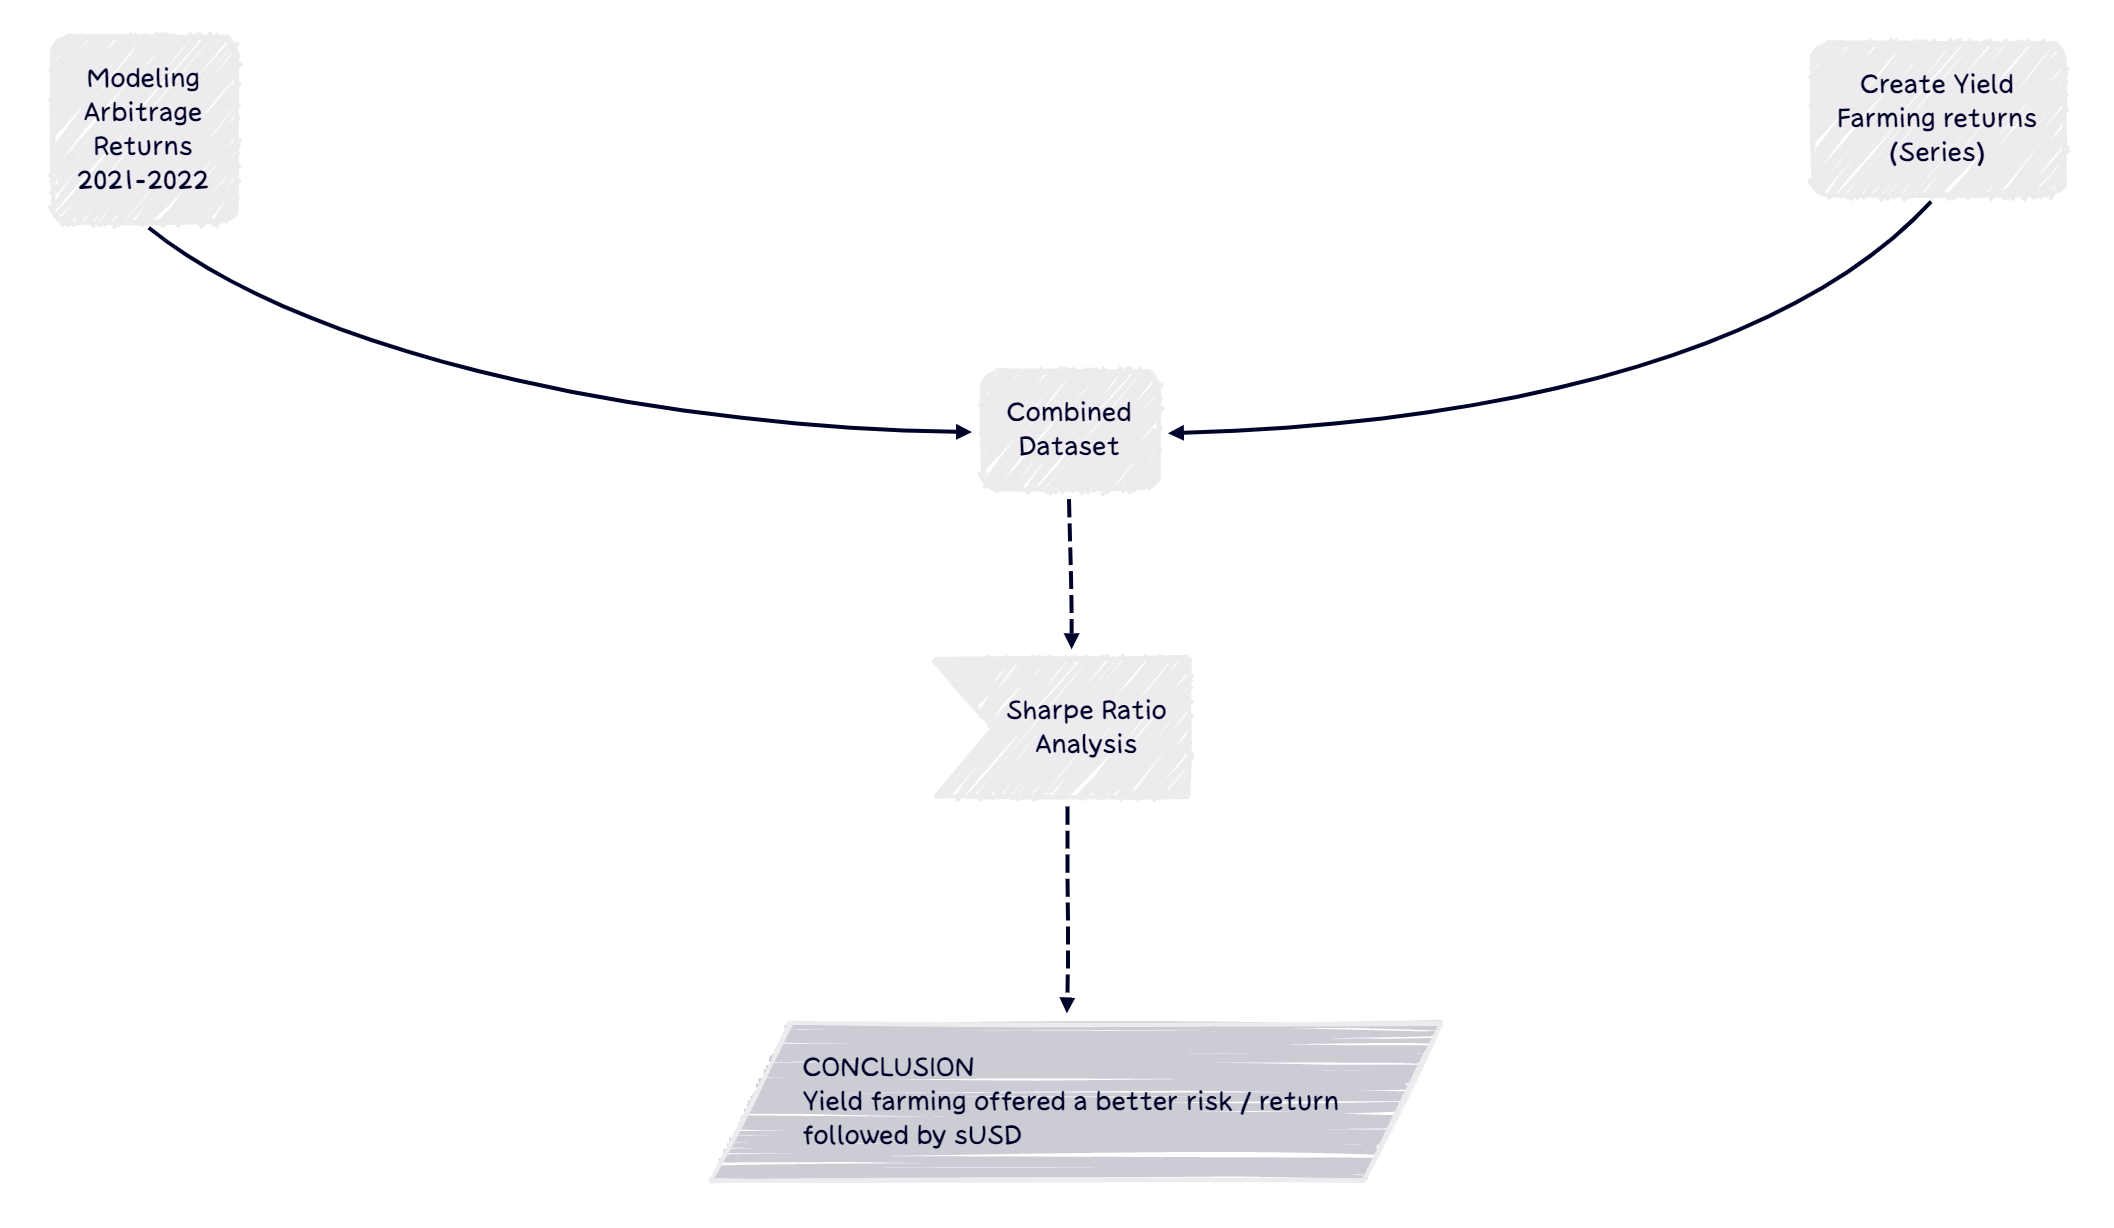 Modeling
Arbitrage
Returns
2021-2022
Create Yield
Farming returns
(Series)
Combined
Dataset
Sharpe Ratio
Analysis
CONCLUSION
Yield farming offered a better risk / return
followed by sUSD